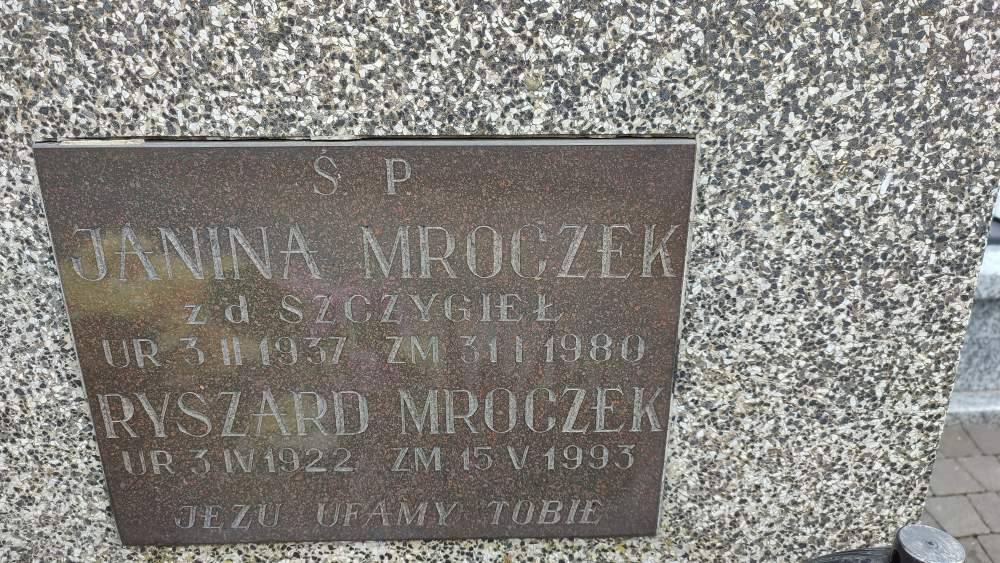 Ś P
JANINA MROCZEK
z d SZCZYGIEŁ
UR 3 II 1937 ZM 31 I 1980
RYSZARD MROCZEK
UR 3 IV 1922 ZM 15 V 1993
JEZU UFAMY TOBIE